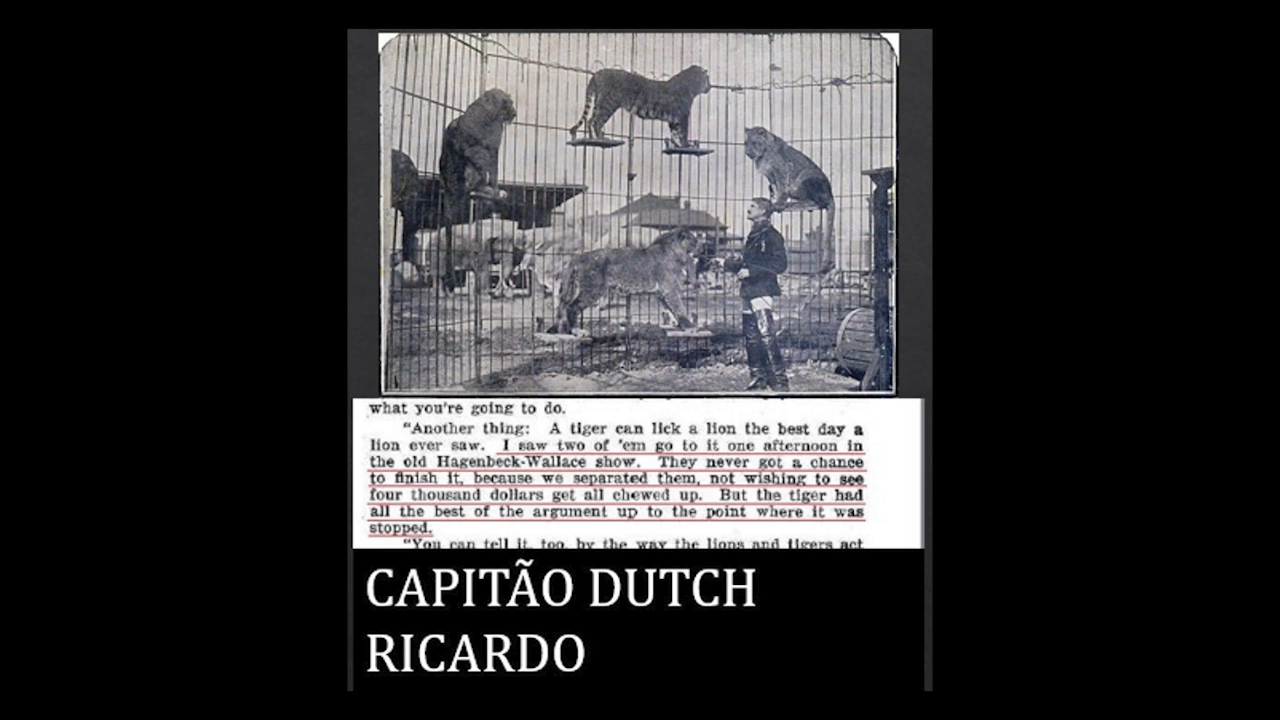 what you're going to do.
"Another thing: A tiger can lick a lion the best day a
lion ever saw. I saw two of 'em go to it one afternoon in
the old Hagenbeck-Wallace show. They never got a chance
to finish it, because we separated them, not wishing to see
four thousand dollars get all chewed up. But the tiger had
all the best of the argument up to the point where it was
stopped.
"You can tell it, too, by the way the lions and tigers act
CAPITÃO DUTCH
RICARDO